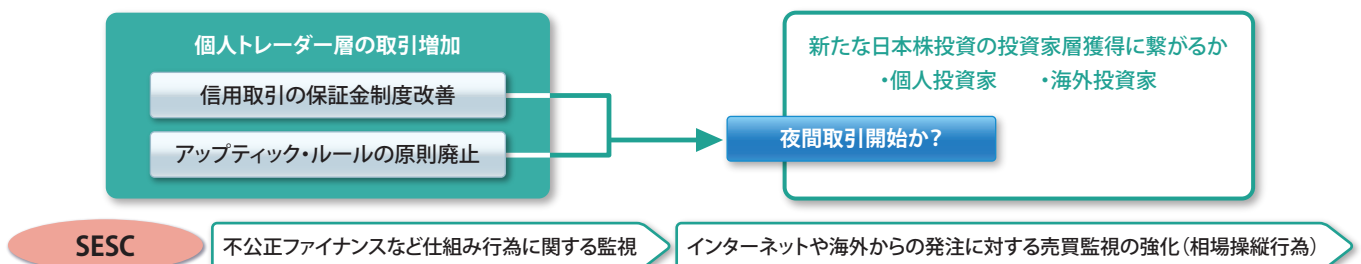 個人トレーダー層の取引増加
信用取引の保証金制度改善
アップティック・ルールの原則廃止
新たな日本株投資の投資家層獲得に繋がるか
・個人投資家　・海外投資家
夜間取引開始か？
SESC
不公正ファイナンスなど仕組み行為に関する監視
インターネットや海外からの発注に対する売買監視の強化（相場操縦行為）